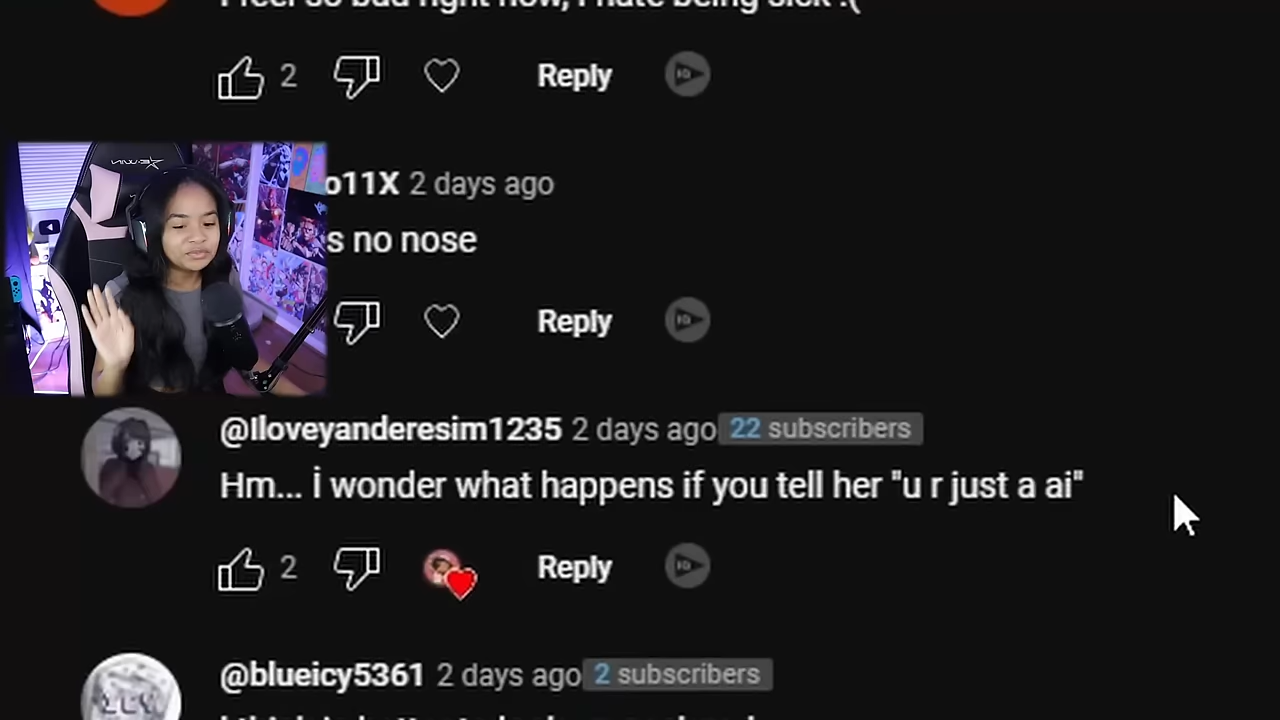 I feel so bad right now, I hate being sick :(
2 Reply
o11X 2 days ago
s no nose
Reply
@Iloveyanderesim1235 2 days ago 22 subscribers
Hm... i wonder what happens if you tell her "u r just a ai"
2 Reply
@blueicy5361 2 days ago 2 subscribers